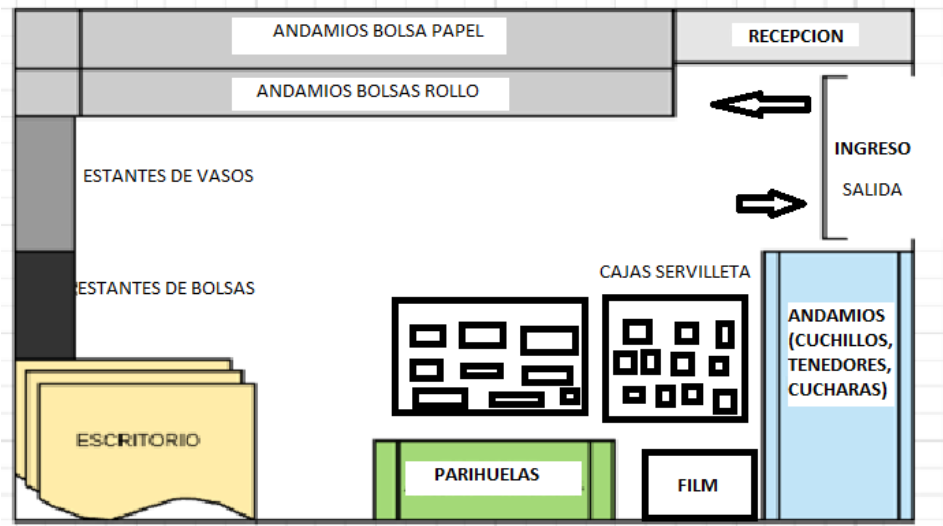 ANDAMIOS BOLSA PAPEL
RECEPCION
ANDAMIOS BOLSAS ROLLO
INGRESO
ESTANTES DE VASOS
SALIDA
CAJAS SERVILLETA
ESTANTES DE BOLSAS
ANDAMIOS
(CUCHILLOS,
TENEDORES,
CUCHARAS)
ESCRITORIO
PARIHUELAS
FILM